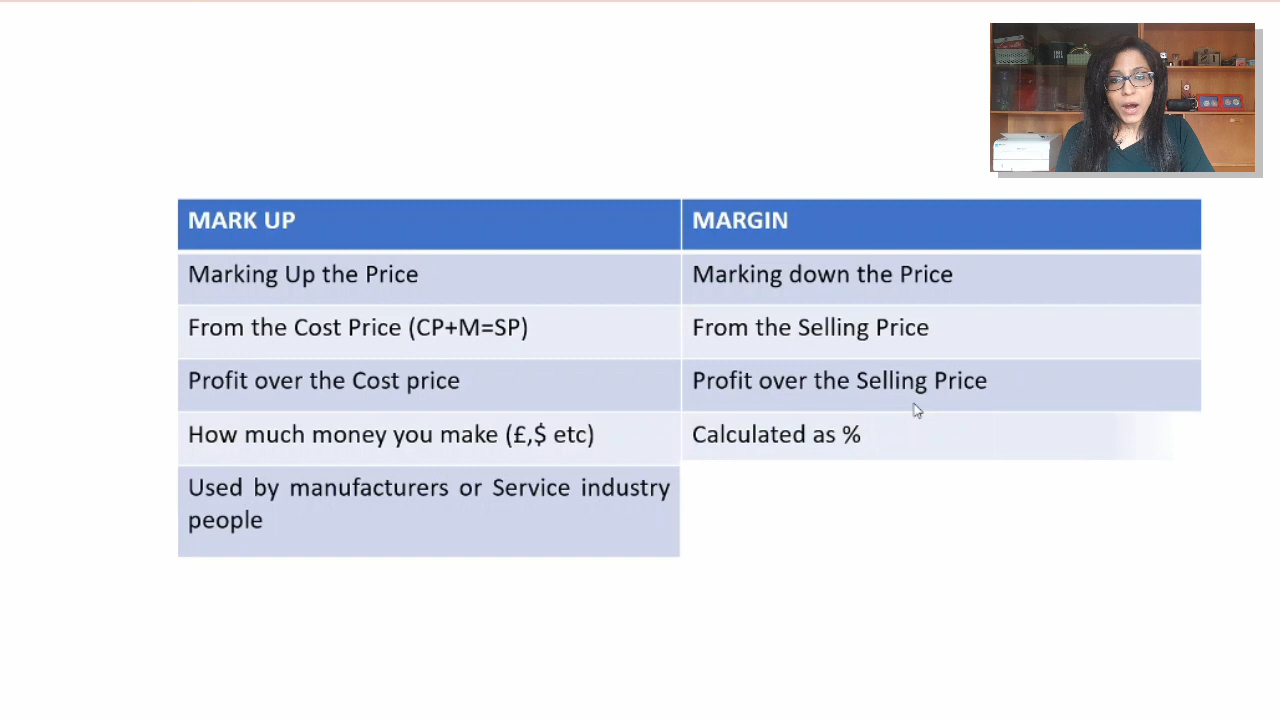 MARK UP
MARGIN
Marking Up the Price
Marking down the Price
From the Cost Price (CP+M=SP)
From the Selling Price
Profit over the Cost price
Profit over the Selling Price
How much money you make (£,$ etc)
Calculated as %
Used by manufacturers or Service industry
people